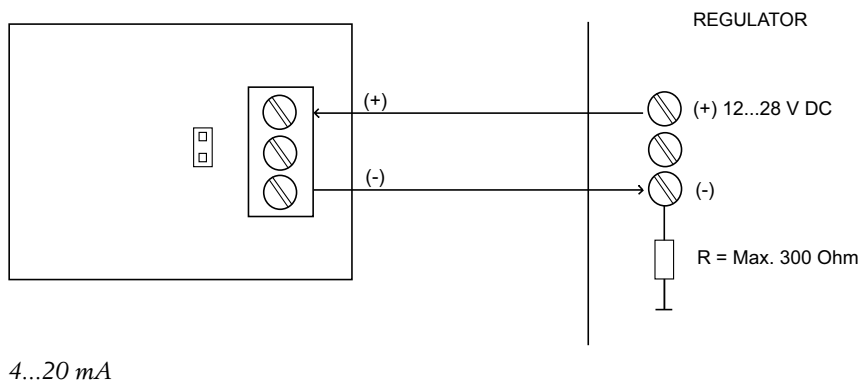 REGULATOR
(+)
(+) 12...28 V DC
(-)
(-)
R = Max. 300 Ohm
4...20 mA